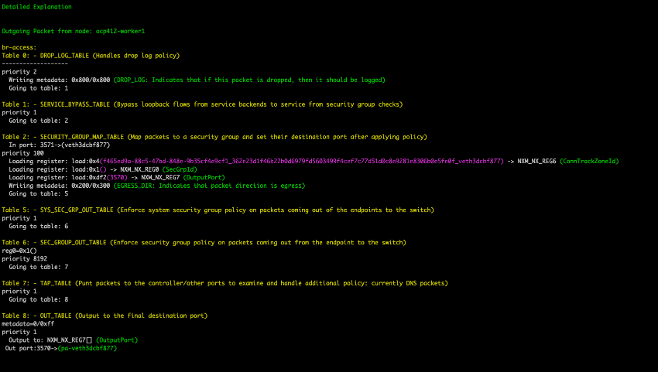 Detailed Explanation
Outgoing Packet from node: ocp412-worker1
br-access:
Table 0: - DROP_LOG_TABLE (Handles drop log policy)
-------------------
priority 2
Writing metadata: 0x800/0x800 (DROP_LOG: Indicates that if this packet is dropped, then it should be logged)
Going to table: 1
Table 1: - SERVICE_BYPASS_TABLE (Bypass loopback flows from service backends to service from security group checks)
priority 1
Going to table: 2
Table 2: - SECURITY_GROUP_MAP_TABLE (Map packets to a security group and set their destination port after applying policy)
In port: 3571->(veth3dcbf877)
priority 100
Loading register: -> NXM_NX_REG6 (ConnTrackZoneId)
Loading register: load:0x1() -> NXM_NX_REG0 (SecGrpId)
Loading register: load:0xdf2(3570) -> NXM_NX_REG7 (OutputPort)
Writing metadata: 0x200/0x300 (EGRESS_DIR: Indicates that packet direction is egress)
Going to table: 5
Table 5: - SYS_SEC_GRP_OUT_TABLE (Enforce system security group policy on packets coming out of the endpoints to the switch)
priority 1
Going to table: 6
Table 6: - SEC_GROUP_OUT_TABLE (Enforce security group policy on packets coming out from the endpoint to the switch)
reg0=0x1()
priority 8192
Going to table: 7
Table 7: - TAP_TABLE (Punt packets to the controller/other ports to examine and handle additional policy: currently DNS packets)
priority 1
Going to table: 8
Table 8: - OUT_TABLE (Output to the final destination port)
metadata=0/0xff
priority 1
Output to: NXM_NX_REG7[] (OutputPort)
Out port:3570->(pa-veth3dcbf877)